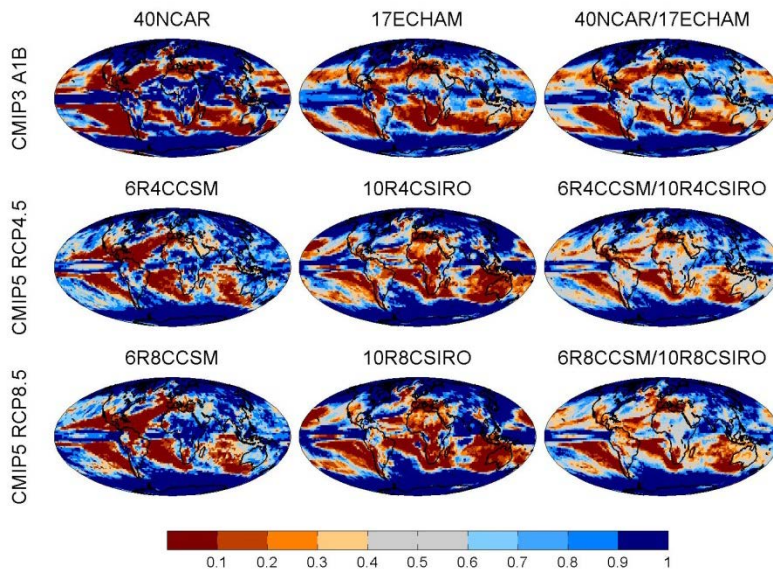 40NCAR 17ECHAM 40NCAR/17ECHAM
CMIP3 A1B
6R4CCSM 10R4CSIRO 6R4CCSM/10R4CSIRO
CMIP5 RCP4.5
6R8CCSM 10R8CSIRO 6R8CCSM/10R8CSIRO
CMIP5 RCP8.5
0.1 0.2 0.3 0.4 0.5 0.6 0.7 0.8 0.9 1